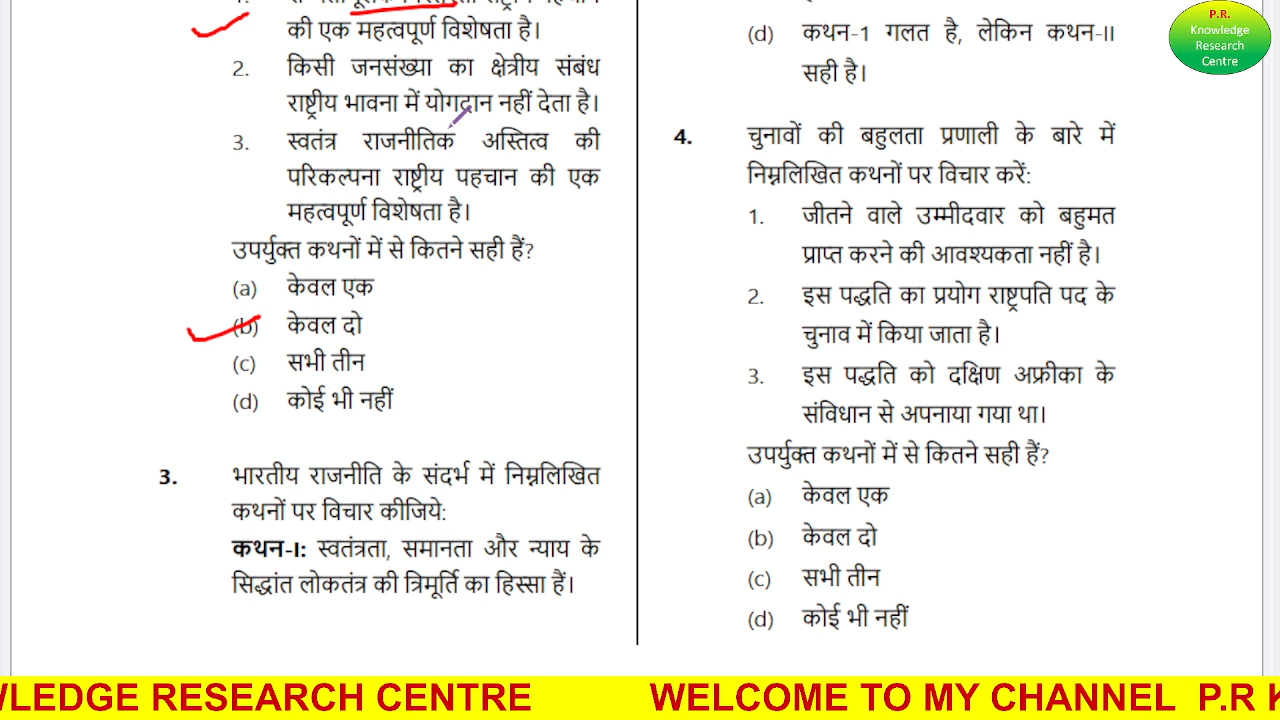 की एक महत्वपूर्ण विशेषता है।
2. किसी जनसंख्या का क्षेत्रीय संबंध
राष्ट्रीय भावना में योगदान नहीं देता है।
3. स्वतंत्र राजनीतिक अस्तित्व की
परिकल्पना राष्ट्रीय पहचान की एक
महत्वपूर्ण विशेषता है।
उपर्युक्त कथनों में से कितने सही हैं?
(a) केवल एक
(b) केवल दो
(c) सभी तीन
(d) कोई भी नहीं
3. भारतीय राजनीति के संदर्भ में निम्नलिखित
कथनों पर विचार कीजिये:
कथन-I: स्वतंत्रता, समानता और न्याय के
सिद्धांत लोकतंत्र की त्रिमूर्ति का हिस्सा हैं।
(d) कथन-1 गलत है, लेकिन कथन-II
सही है।
4. चुनावों की बहुलता प्रणाली के बारे में
निम्नलिखित कथनों पर विचार करें:
1. जीतने वाले उम्मीदवार को बहुमत
प्राप्त करने की आवश्यकता नहीं है।
2. इस पद्धति का प्रयोग राष्ट्रपति पद के
चुनाव में किया जाता है।
3. इस पद्धति को दक्षिण अफ्रीका के
संविधान से अपनाया गया था।
उपर्युक्त कथनों में से कितने सही हैं?
(a) केवल एक
(b) केवल दो
(c) सभी तीन
(d) कोई भी नहीं
P.R.
Knowledge
Research
Centre
WLEDGE RESEARCH CENTRE WELCOME TO MY CHANNEL P.R K